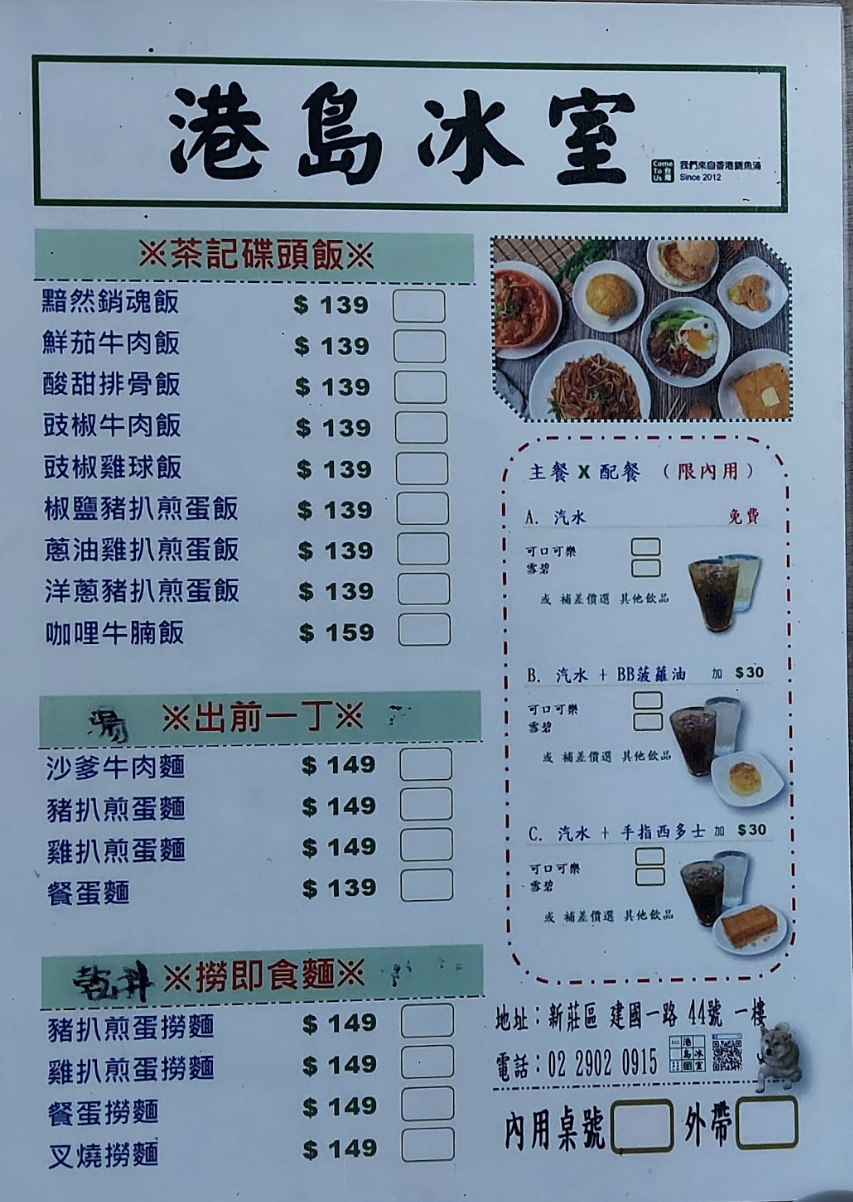 港島冰室
Come To Us 台灣
我們來自香港鰂魚涌
Since 2012
※茶記碟頭飯※
黯然銷魂飯 $ 139
鮮茄牛肉飯 $ 139
酸甜排骨飯 $ 139
豉椒牛肉飯 $ 139
豉椒雞球飯 $ 139
椒鹽豬扒煎蛋飯 $ 139
蔥油雞扒煎蛋飯 $ 139
洋蔥豬扒煎蛋飯 $ 139
咖哩牛腩飯 $ 159
湯 ※出前一丁※
沙爹牛肉麵 $ 149
豬扒煎蛋麵 $ 149
雞扒煎蛋麵 $ 149
餐蛋麵 $ 139
乾拌 ※撈即食麵※
豬扒煎蛋撈麵 $ 149
雞扒煎蛋撈麵 $ 149
餐蛋撈麵 $ 149
叉燒撈麵 $ 149
主餐 X 配餐 （限內用）
A. 汽水 免費
可口可樂
雪碧
或 補差價選 其他飲品
B. 汽水 + BB菠蘿油 加 $30
可口可樂
雪碧
或 補差價選 其他飲品
C. 汽水 + 手指西多士 加 $30
可口可樂
雪碧
或 補差價選 其他飲品
地址：新莊區 建國一路 44號 一樓
電話：02 2902 0915
港島冰室
內用桌號 外帶